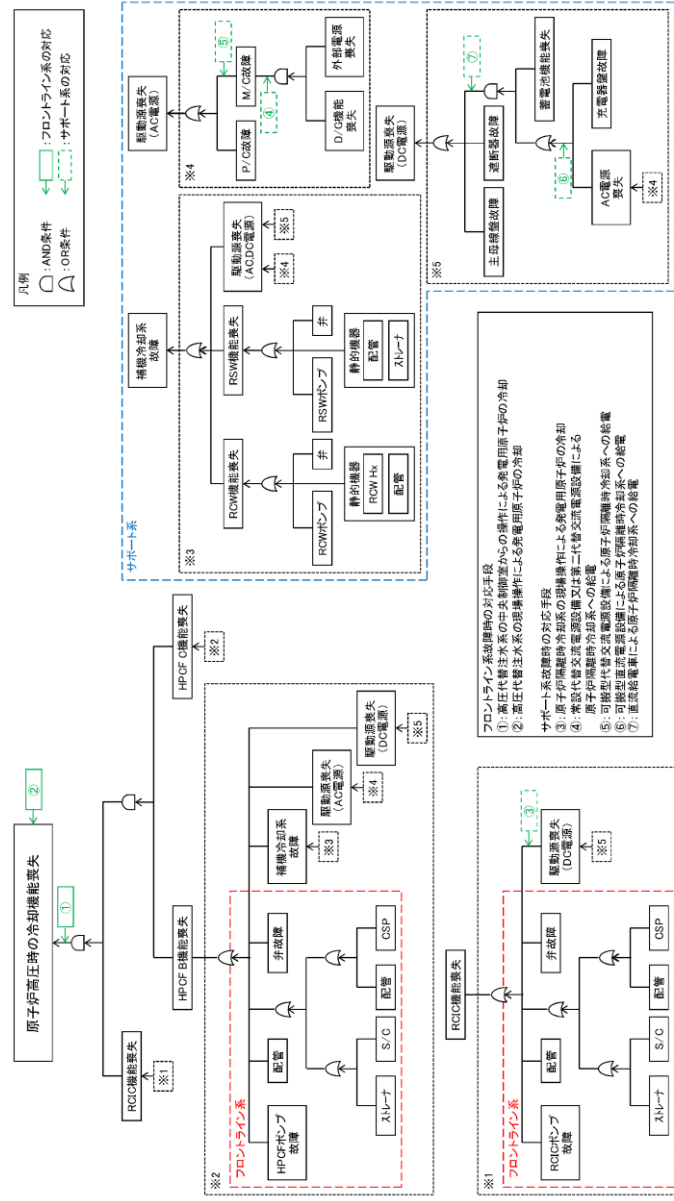 原子炉高圧時の冷却機能喪失
②
①
RCIC機能喪失
※1
HPCF B機能喪失
HPCF C機能喪失
※2
※2
フロントライン系
HPCFポンプ
故障
配管
弁故障
補機冷却系
故障
※3
駆動源喪失
(AC電源)
※4
駆動源喪失
(DC電源)
※5
ストレーナ
S/C
配管
CSP
RCIC機能喪失
※1
フロントライン系
RCICポンプ
故障
配管
弁故障
③
駆動源喪失
(DC電源)
※5
ストレーナ
S/C
配管
CSP
凡例
:AND条件
:OR条件
:フロントライン系の対応
:サポート系の対応
サポート系
補機冷却系
故障
※3
RCW機能喪失
RSW機能喪失
駆動源喪失
(AC,DC電源)
※4
※5
RCWポンプ
弁
静的機器
RCW Hx
配管
RSWポンプ
弁
静的機器
配管
ストレーナ
駆動源喪失
(AC電源)
※4
P/C故障
M/C故障
⑤
④
D/G機能
喪失
外部電源
喪失
駆動源喪失
(DC電源)
※5
主母線盤故障
遮断器故障
⑦
蓄電池機能喪失
⑥
AC電源
喪失
※4
充電器盤故障
フロントライン系故障時の対応手段
①:高圧代替注水系の中央制御室からの操作による発電用原子炉の冷却
②:高圧代替注水系の現場操作による発電用原子炉の冷却
サポート系故障時の対応手段
③:原子炉隔離時冷却系の現場操作による発電用原子炉の冷却
④:常設代替交流電源設備又は第二代替交流電源設備による
原子炉隔離時冷却系への給電
⑤:可搬型代替交流電源設備による原子炉隔離時冷却系への給電
⑥:可搬型直流電源設備による原子炉隔離時冷却系への給電
⑦:直流給電車による原子炉隔離時冷却系への給電